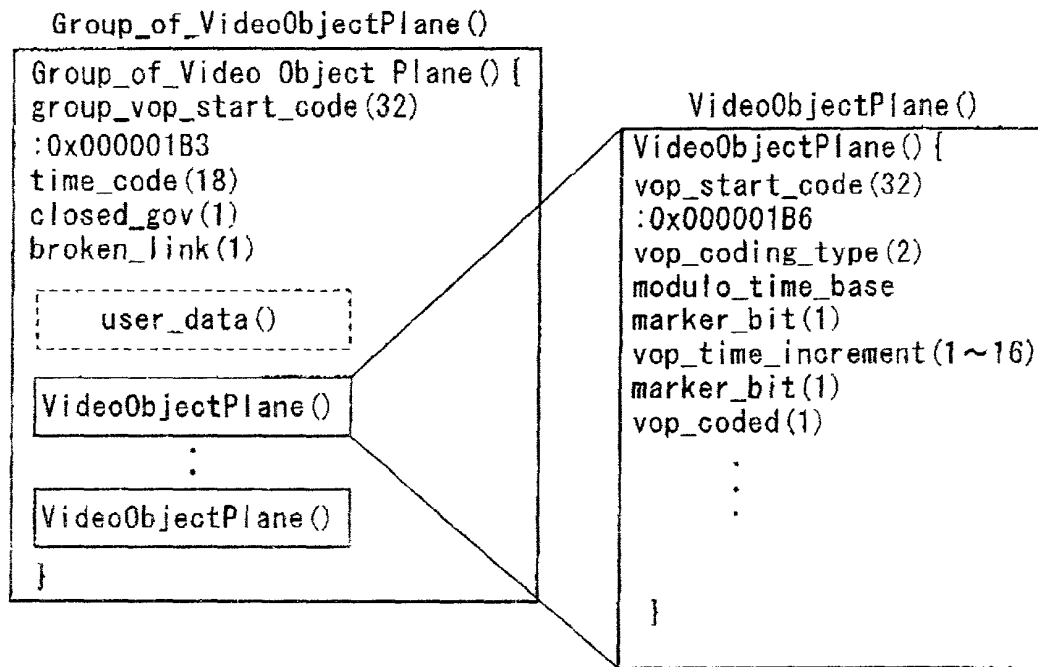 Group_of_VideoObjectPlane()
Group_of_Video Object Plane() {
group_vop_start_code(32)
:0x000001B3
time_code(18)
closed_gov(1)
broken_link(1)
user_data()
VideoObjectPlane()
:
VideoObjectPlane()
}
VideoObjectPlane()
VideoObjectPlane() {
vop_start_code(32)
:0x000001B6
vop_coding_type(2)
modulo_time_base
marker_bit(1)
vop_time_increment(1~16)
marker_bit(1)
vop_coded(1)
.
.
.
}